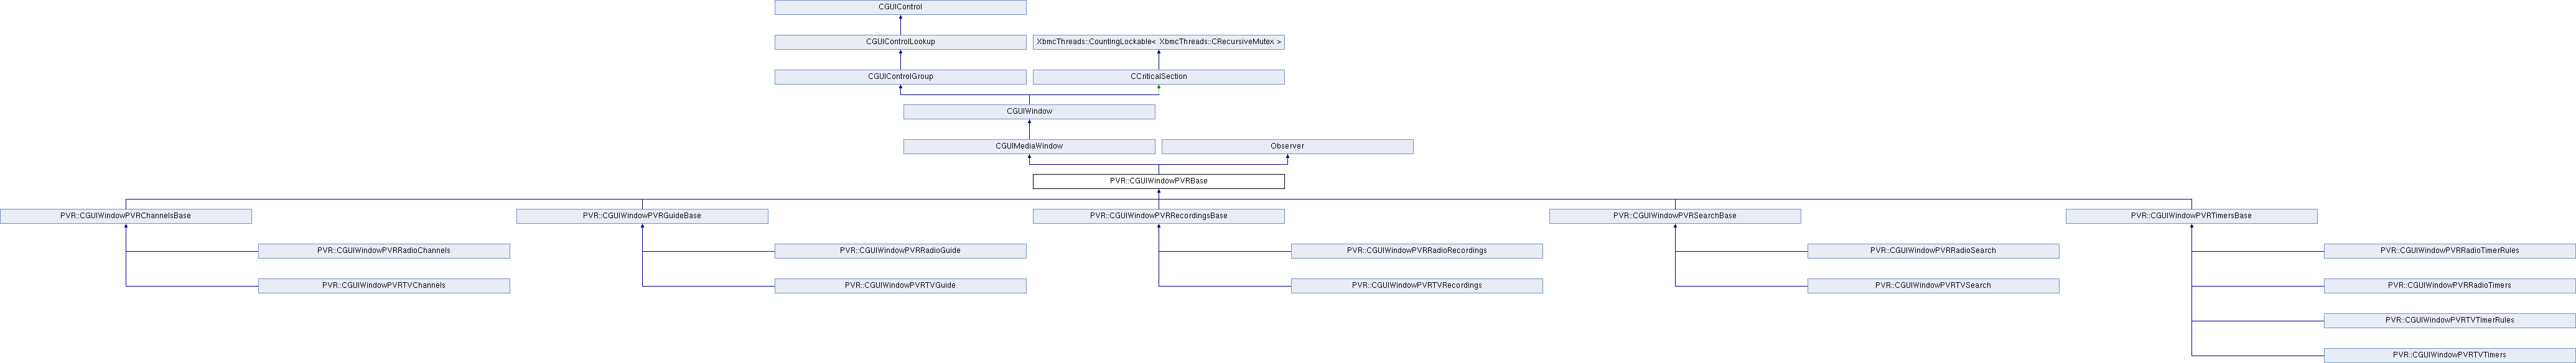 CGUIControl
CGUIControlLookup
XbmcThreads::CountingLockable< XbmcThreads::CRecursiveMutex >
CGUIControlGroup
CCriticalSection
CGUIWindow
CGUIMediaWindow
Observer
PVR::CGUIWindowPVRBase
PVR::CGUIWindowPVRChannelsBase
PVR::CGUIWindowPVRGuideBase
PVR::CGUIWindowPVRRecordingsBase
PVR::CGUIWindowPVRSearchBase
PVR::CGUIWindowPVRTimersBase
PVR::CGUIWindowPVRRadioChannels
PVR::CGUIWindowPVRRadioGuide
PVR::CGUIWindowPVRRadioRecordings
PVR::CGUIWindowPVRRadioSearch
PVR::CGUIWindowPVRRadioTimerRules
PVR::CGUIWindowPVRTVChannels
PVR::CGUIWindowPVRTVGuide
PVR::CGUIWindowPVRTVRecordings
PVR::CGUIWindowPVRTVSearch
PVR::CGUIWindowPVRRadioTimers
PVR::CGUIWindowPVRTVTimerRules
PVR::CGUIWindowPVRTVTimers